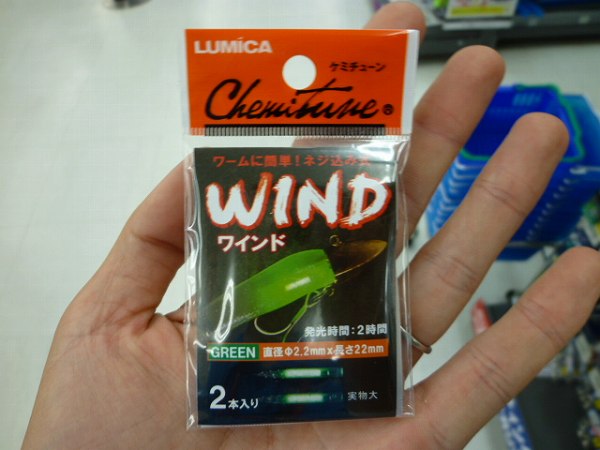 LUMICA
ケミチューン
Chemitune®
ワームに簡単!ネジ込み式
WIND
ワインド
発光時間:2時間
GREEN 直径Φ2.2mm×長さ22mm
2本入り
実物大